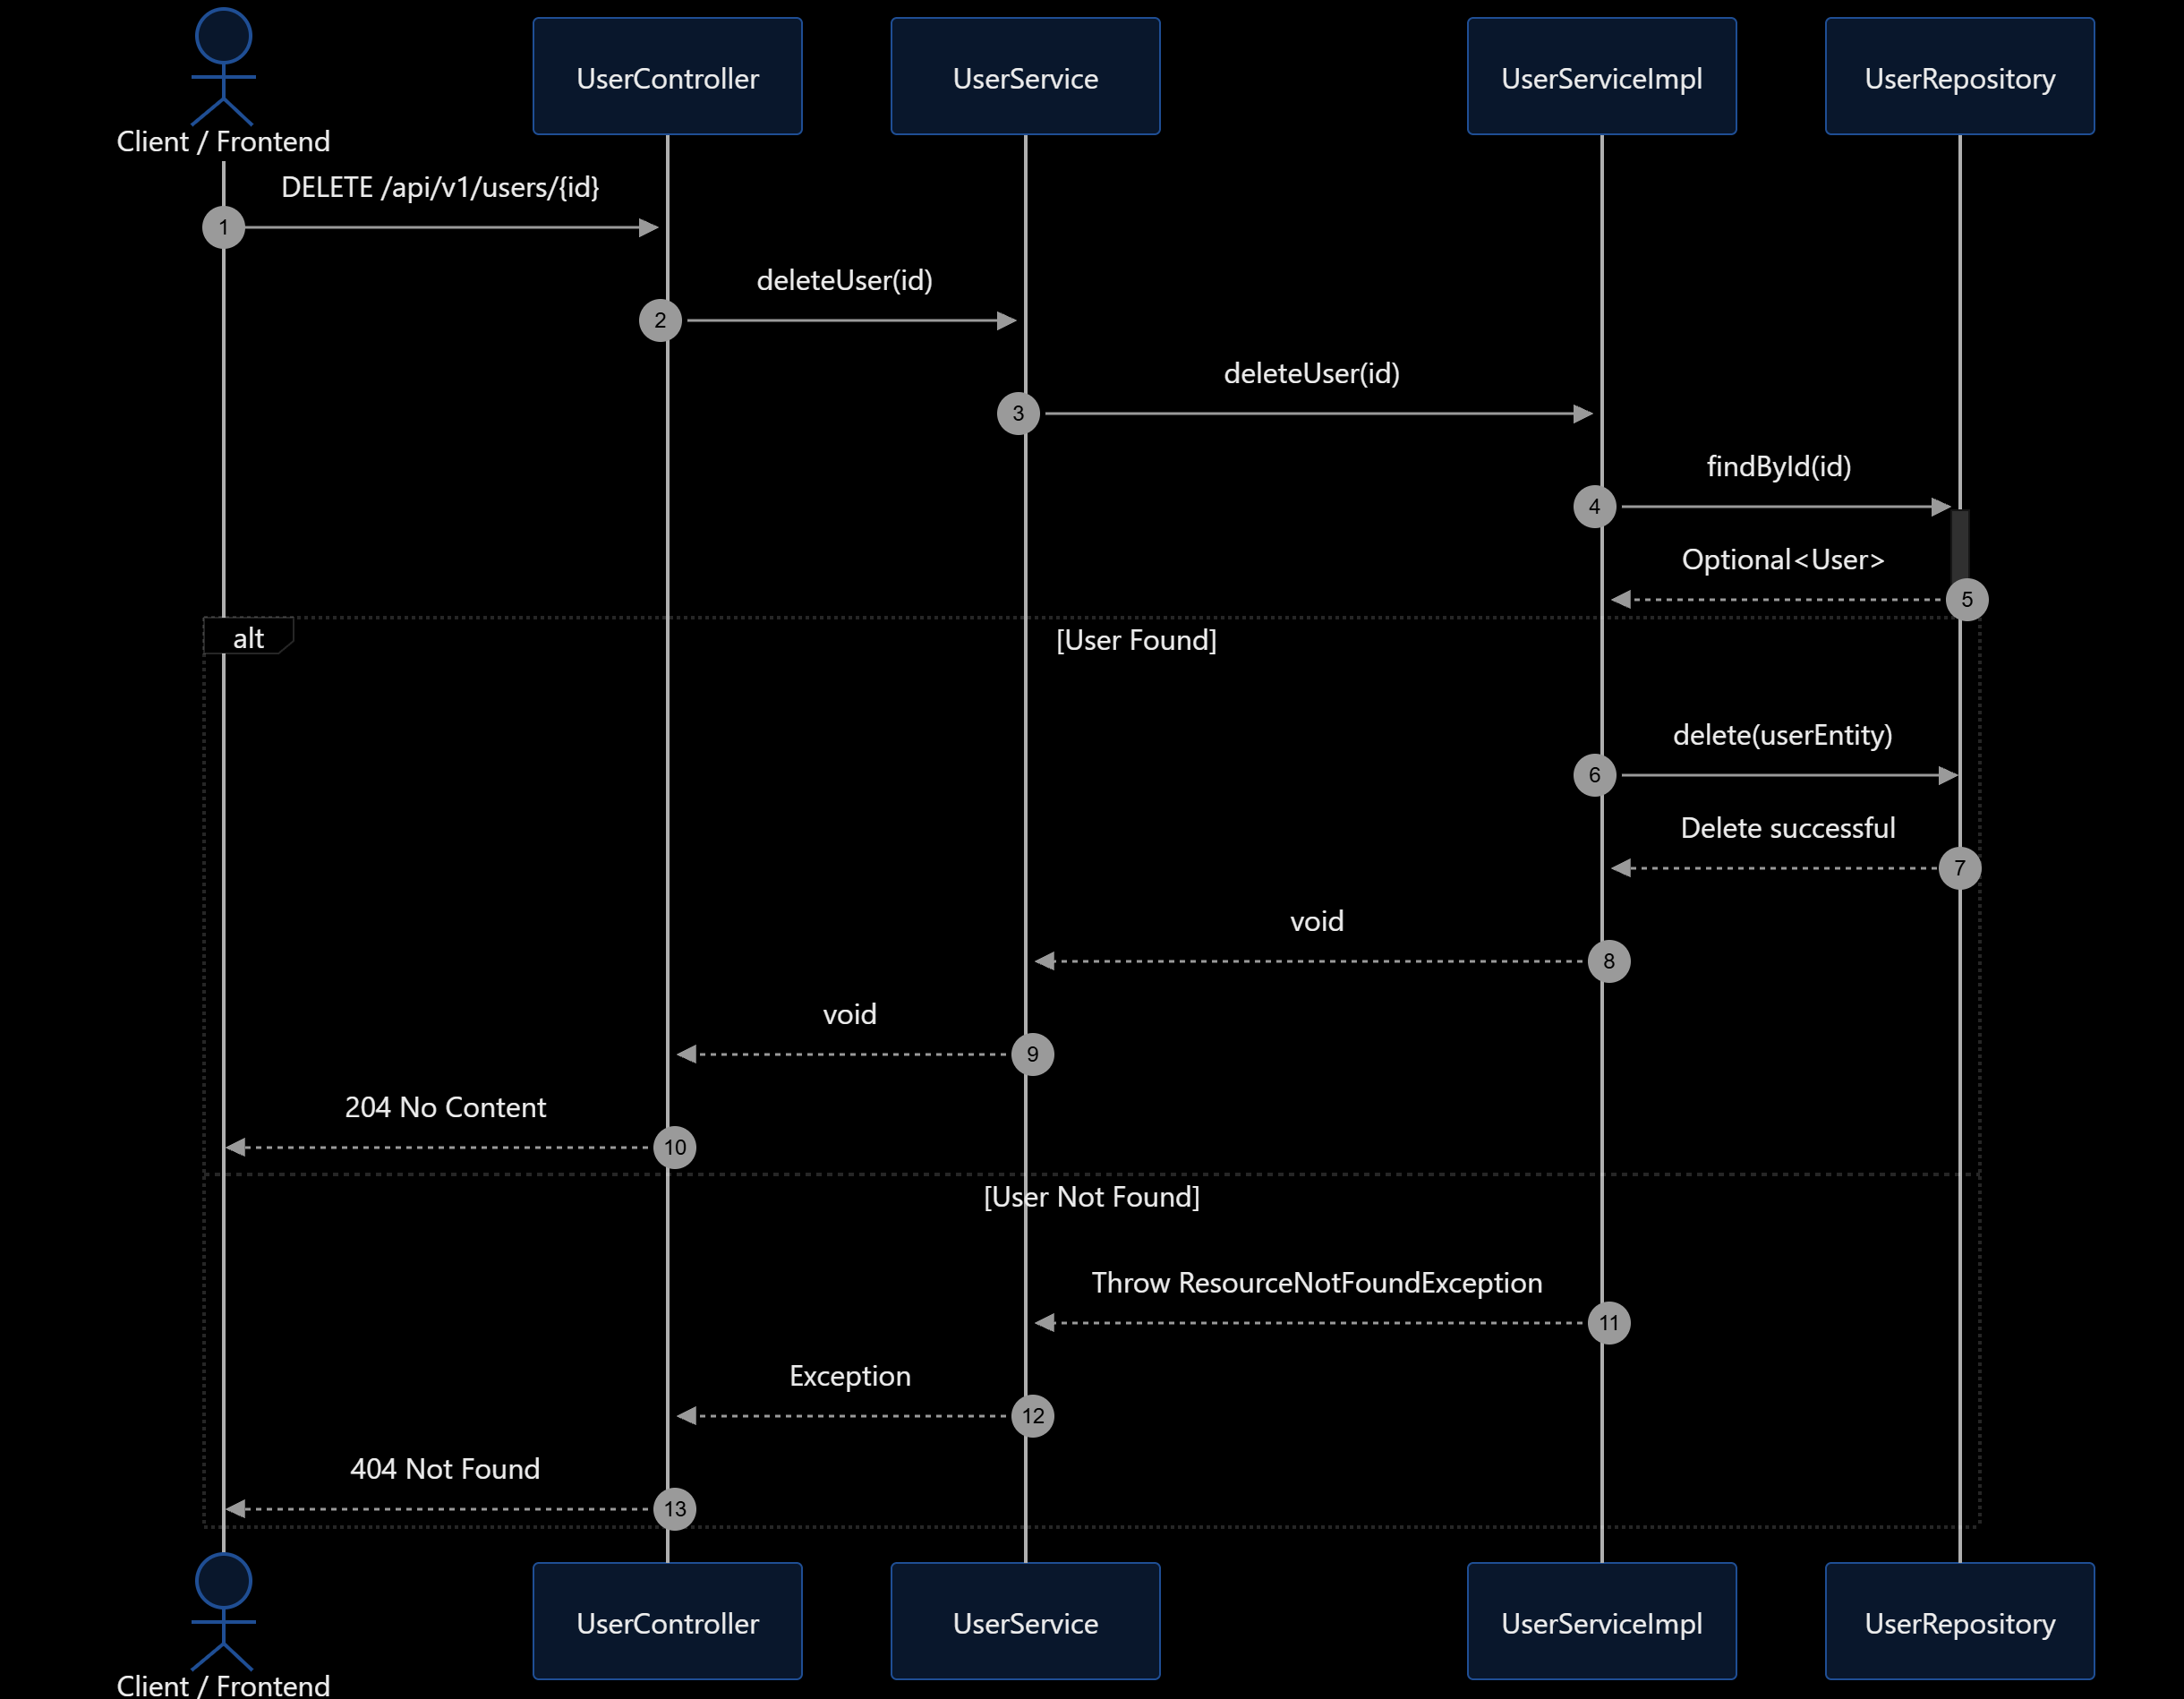 Client / Frontend
UserController
UserService
UserServiceImpl
UserRepository
DELETE /api/v1/users/{id}
1
deleteUser(id)
2
deleteUser(id)
3
findById(id)
4
Optional<User>
5
alt
[User Found]
delete(userEntity)
6
Delete successful
7
void
8
void
9
204 No Content
10
[User Not Found]
Throw ResourceNotFoundException
11
Exception
12
404 Not Found
13
UserController
UserService
UserServiceImpl
UserRepository
Client / Frontend